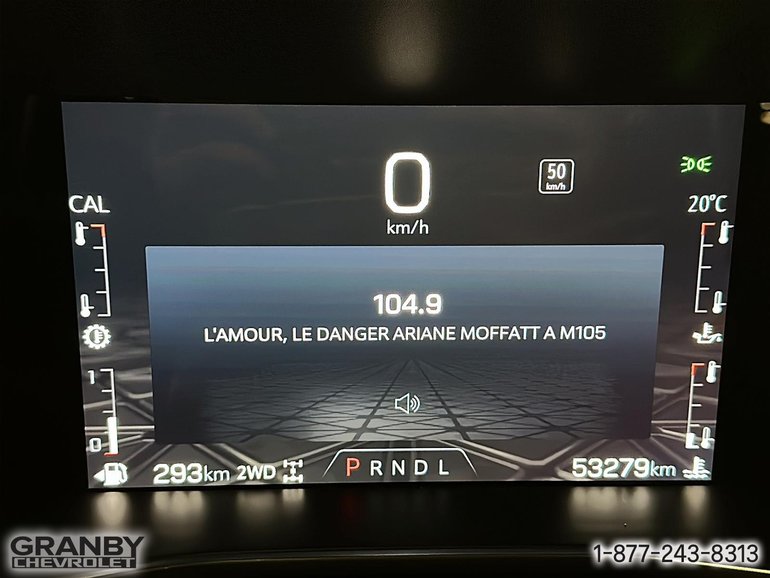 0
50
km/h
km/h
CAL
20°C
104.9
L'AMOUR, LE DANGER ARIANE MOFFATT A M105
1
0
293km 2WD
P R N D L
53279km
GRANBY
CHEVROLET
1-877-243-8313